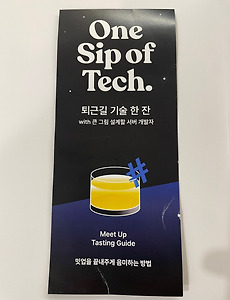 One
Sip of
Tech.
퇴근길 기술 한 잔
with 큰 그림 설계할 서버 개발자
#
Meet Up
Tasting Guide
밋업을 끝내주게 음미하는 방법